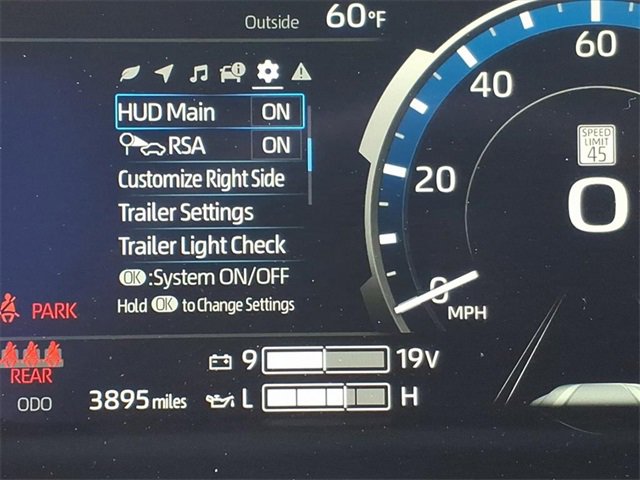 Outside 60°F
HUD Main ON
RSA ON
Customize Right Side
Trailer Settings
Trailer Light Check
OK :System ON/OFF
Hold OK to Change Settings
PARK
REAR
ODO 3895 miles
9 19V
L H
60
40
20
0
MPH
SPEED
LIMIT
45
0